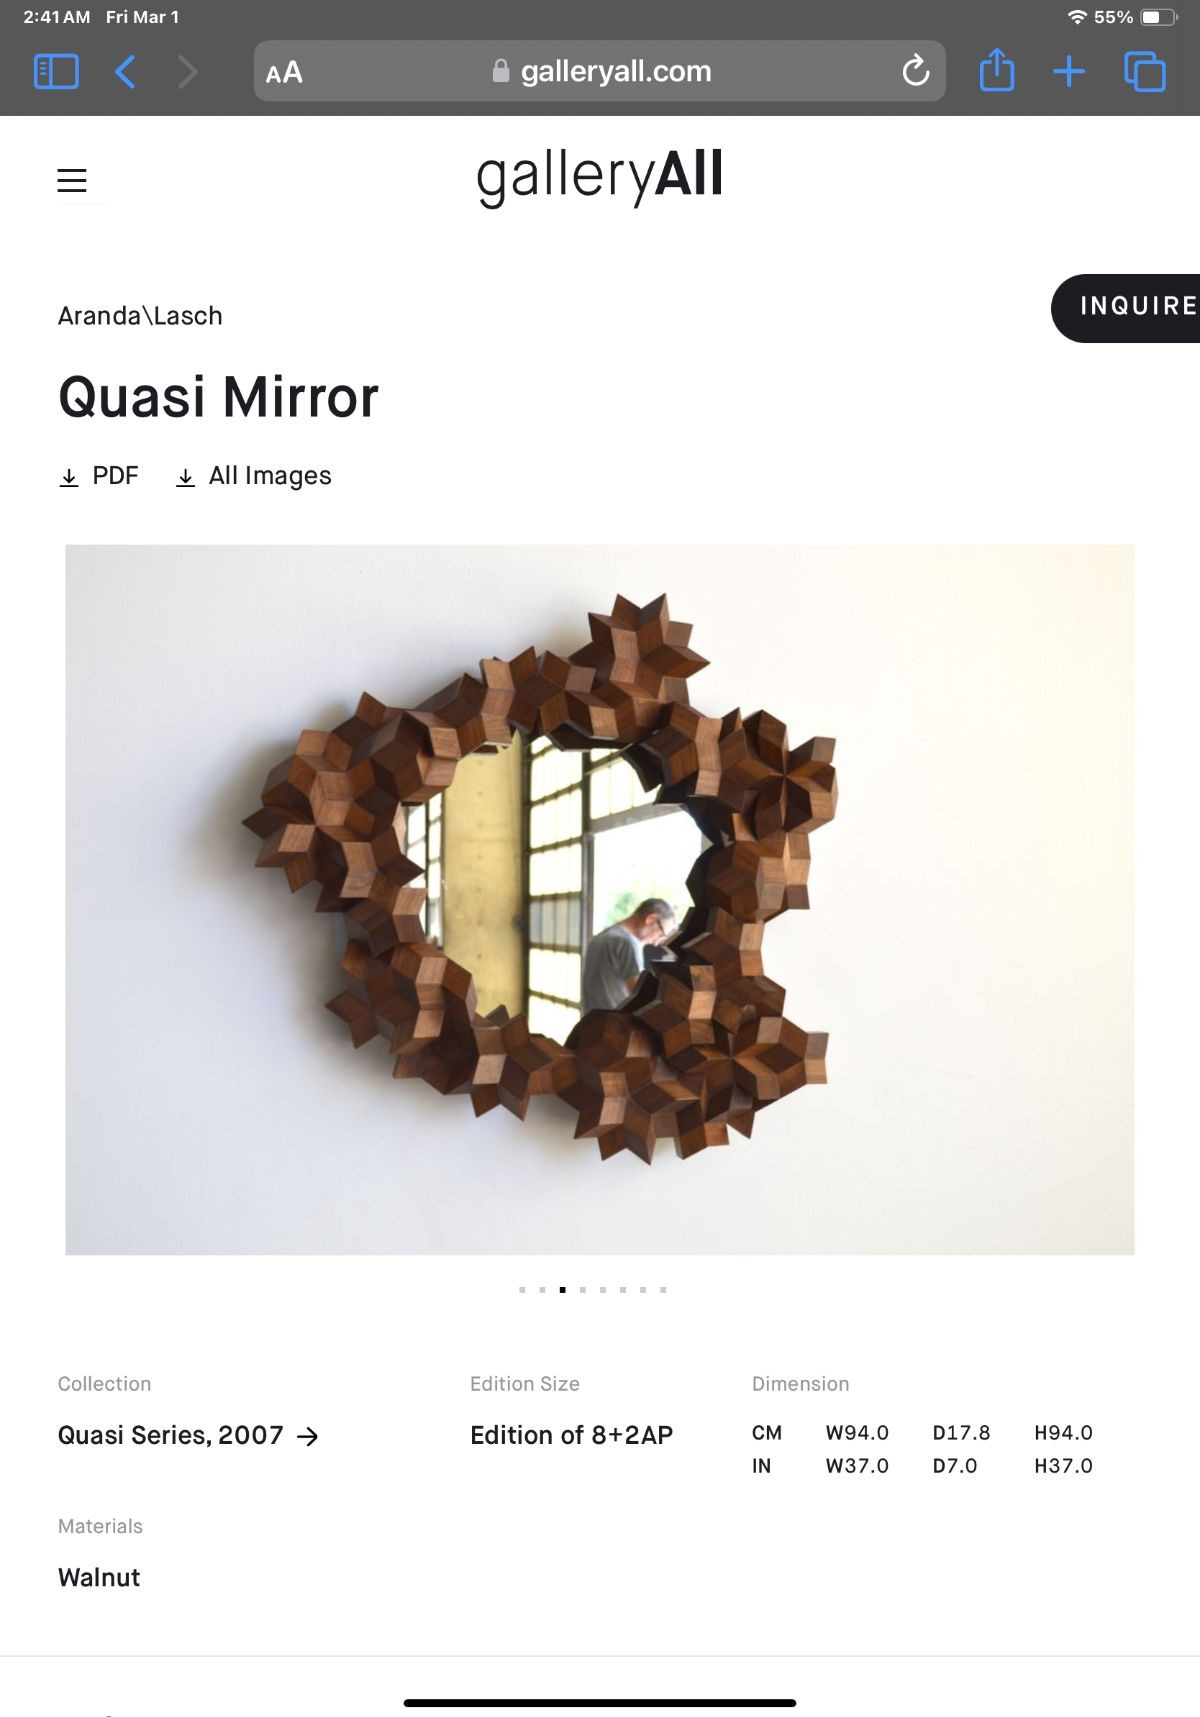 2:41 AM Fri Mar 1
55%
AA
galleryall.com
galleryAll
Aranda\Lasch
INQUIRE
Quasi Mirror
PDF All Images
Collection
Edition Size
Dimension
Quasi Series, 2007 →
Edition of 8+2AP
CM W94.0 D17.8 H94.0
IN W37.0 D7.0 H37.0
Materials
Walnut